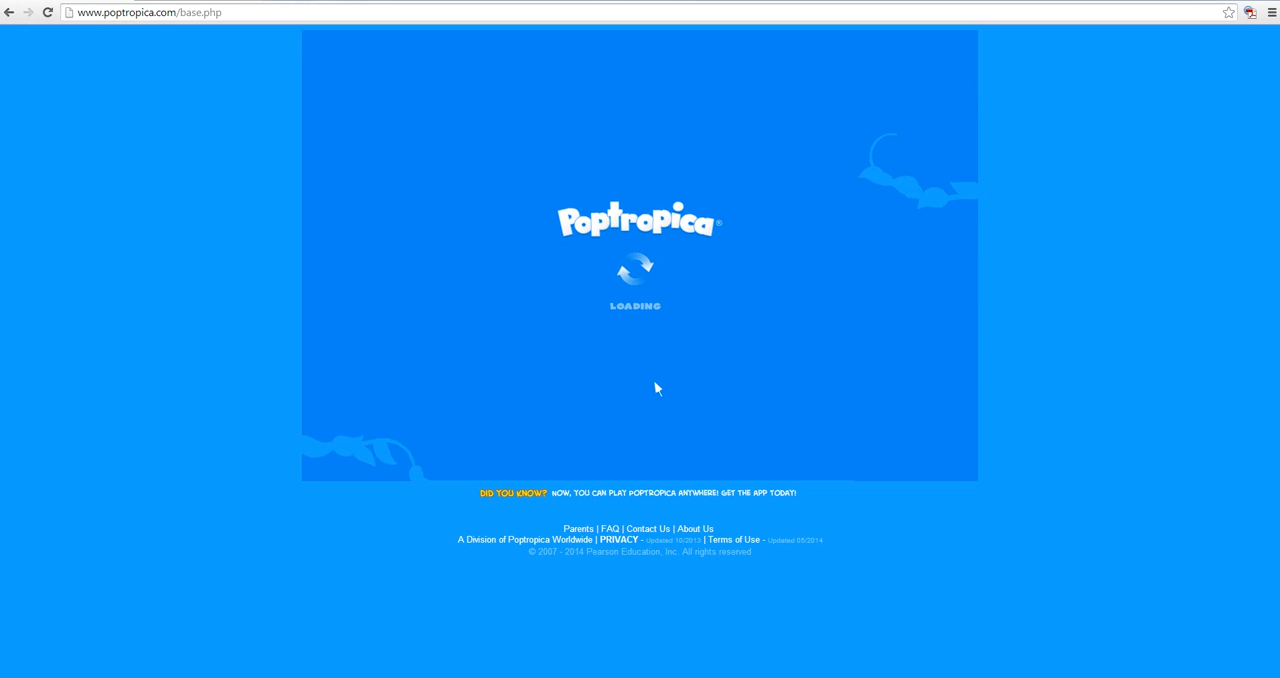 www.poptropica.com/base.php
Poptropica®
LOADING
DID YOU KNOW? NOW, YOU CAN PLAY POPTROPICA ANYWHERE! GET THE APP TODAY!
Parents | FAQ | Contact Us | About Us
A Division of Poptropica Worldwide | PRIVACY - Updated 10/2013 | Terms of Use - Updated 05/2014
© 2007 - 2014 Pearson Education, Inc. All rights reserved